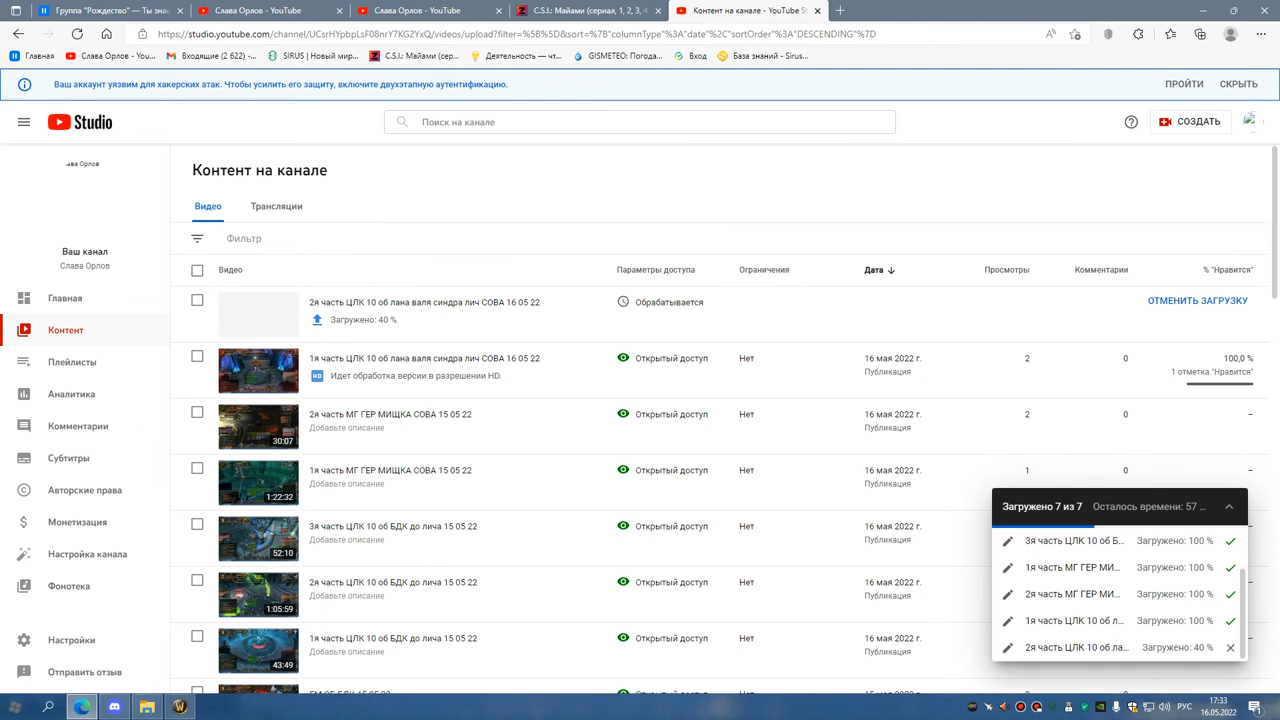 Группа "Рождество" — Ты знаеш
Слава Орлов - YouTube
Слава Орлов - YouTube
C.S.I.: Майами (сериал, 1, 2, 3, 4
Контент на канале - YouTube St
https://studio.youtube.com/channel/UCsrHYpbpLsF08nrY7KG2YxQ/videos/upload?filter=%5B%5D&sort=%7B"columnType"%3A"date"%2C"sortOrder"%3A"DESCENDING"%7D
Главная
Слава Орлов - You...
Входящие (2 622) -...
SIRUS | Новый мир...
C.S.I.: Майами (сер...
Деятельность — чт...
GISMETEO: Погода...
Вход
База знаний - Sirus...
Ваш аккаунт уязвим для хакерских атак. Чтобы усилить его защиту, включите двухэтапную аутентификацию.
ПРОЙТИ
СКРЫТЬ
Studio
Поиск на канале
СОЗДАТЬ
Слава Орлов
Ваш канал
Слава Орлов
Главная
Контент
Плейлисты
Аналитика
Комментарии
Субтитры
Авторские права
Монетизация
Настройка канала
Фонотека
Настройки
Отправить отзыв
Контент на канале
Видео
Трансляции
Фильтр
Видео
Параметры доступа
Ограничения
Дата
Просмотры
Комментарии
% "Нравится"
2я часть ЦЛК 10 об лана валя синдра лич СОВА 16 05 22
Загружено: 40 %
Обрабатывается
ОТМЕНИТЬ ЗАГРУЗКУ
1я часть ЦЛК 10 об лана валя синдра лич СОВА 16 05 22
HD Идет обработка версии в разрешении HD.
Открытый доступ
Нет
16 мая 2022 г.
Публикация
2
0
100,0 %
1 отметка "Нравится"
30:07
2я часть МГ ГЕР МИЩКА СОВА 15 05 22
Добавьте описание
Открытый доступ
Нет
16 мая 2022 г.
Публикация
2
0
–
1:22:32
1я часть МГ ГЕР МИЩКА СОВА 15 05 22
Добавьте описание
Открытый доступ
Нет
16 мая 2022 г.
Публикация
1
0
–
52:10
3я часть ЦЛК 10 об БДК до лича 15 05 22
Добавьте описание
Открытый доступ
Нет
16 мая 2022 г.
Публикация
1:05:59
2я часть ЦЛК 10 об БДК до лича 15 05 22
Добавьте описание
Открытый доступ
Нет
16 мая 2022 г.
Публикация
43:49
1я часть ЦЛК 10 об БДК до лича 15 05 22
Добавьте описание
Открытый доступ
Нет
16 мая 2022 г.
Публикация
Загружено 7 из 7
Осталось времени: 57 ...
3я часть ЦЛК 10 об Б...
Загружено: 100 %
1я часть МГ ГЕР МИ...
Загружено: 100 %
2я часть МГ ГЕР МИ...
Загружено: 100 %
1я часть ЦЛК 10 об л...
Загружено: 100 %
2я часть ЦЛК 10 об ла...
Загружено: 40 %
РУС
17:33
16.05.2022
1